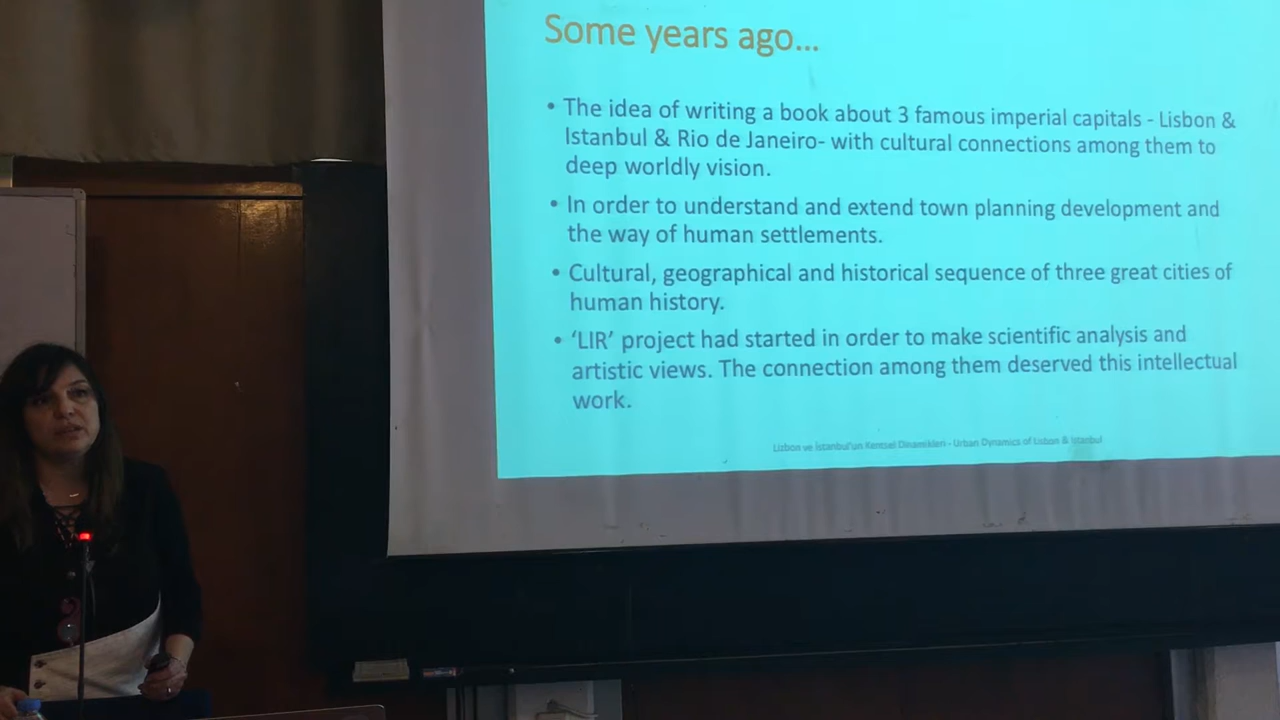 Some years ago...
• The idea of writing a book about 3 famous imperial capitals - Lisbon &
Istanbul & Rio de Janeiro- with cultural connections among them to
deep worldly vision.
• In order to understand and extend town planning development and
the way of human settlements.
• Cultural, geographical and historical sequence of three great cities of
human history.
• ‘LIR’ project had started in order to make scientific analysis and
artistic views. The connection among them deserved this intellectual
work.
Lizbon ve İstanbul'un Kentsel Dinamikleri - Urban Dynamics of Lisbon & Istanbul